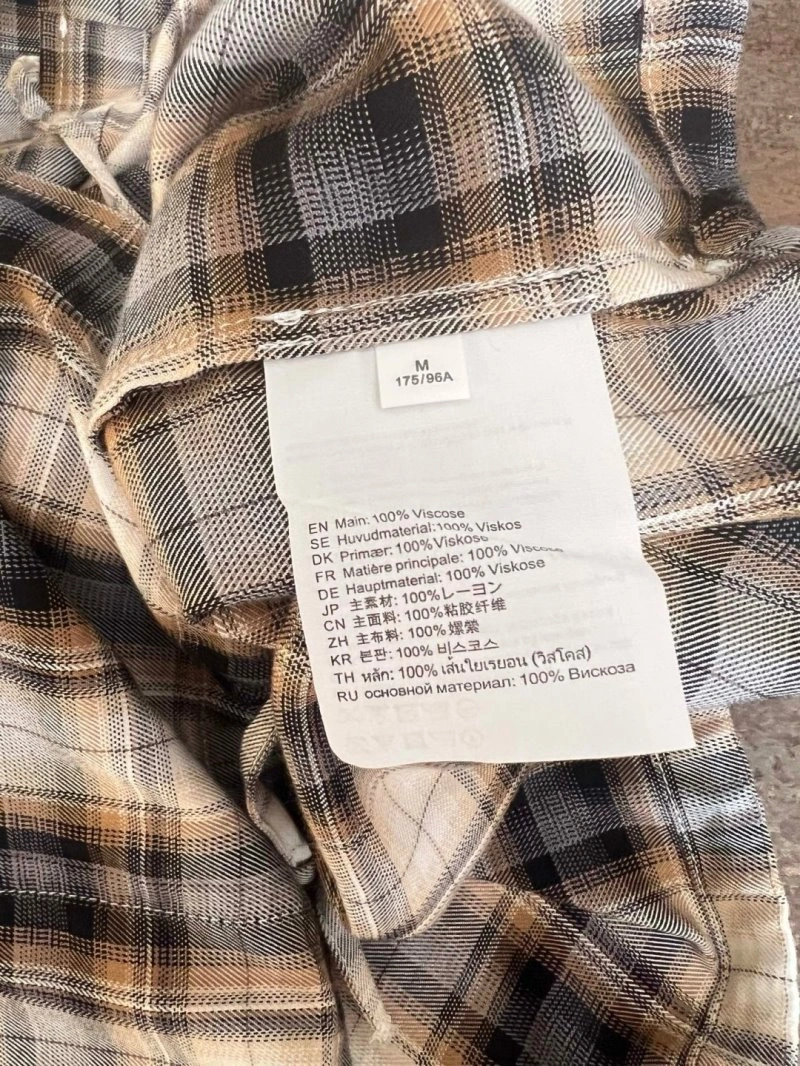 M
175/96A
EN Main: 100% Viscose
SE Huvudmaterial: 100% Viskos
DK Primær: 100% Viskose
FR Matière principale: 100% Viscose
DE Hauptmaterial: 100% Viskose
JP 主素材: 100%レーヨン
CN 主面料: 100%粘胶纤维
ZH 主布料: 100%嫘縈
KR 본판: 100% 비스코스
TH หลัก: 100% เส้นใยเรยอน (วิสโคส)
RU основной материал: 100% Вискоза